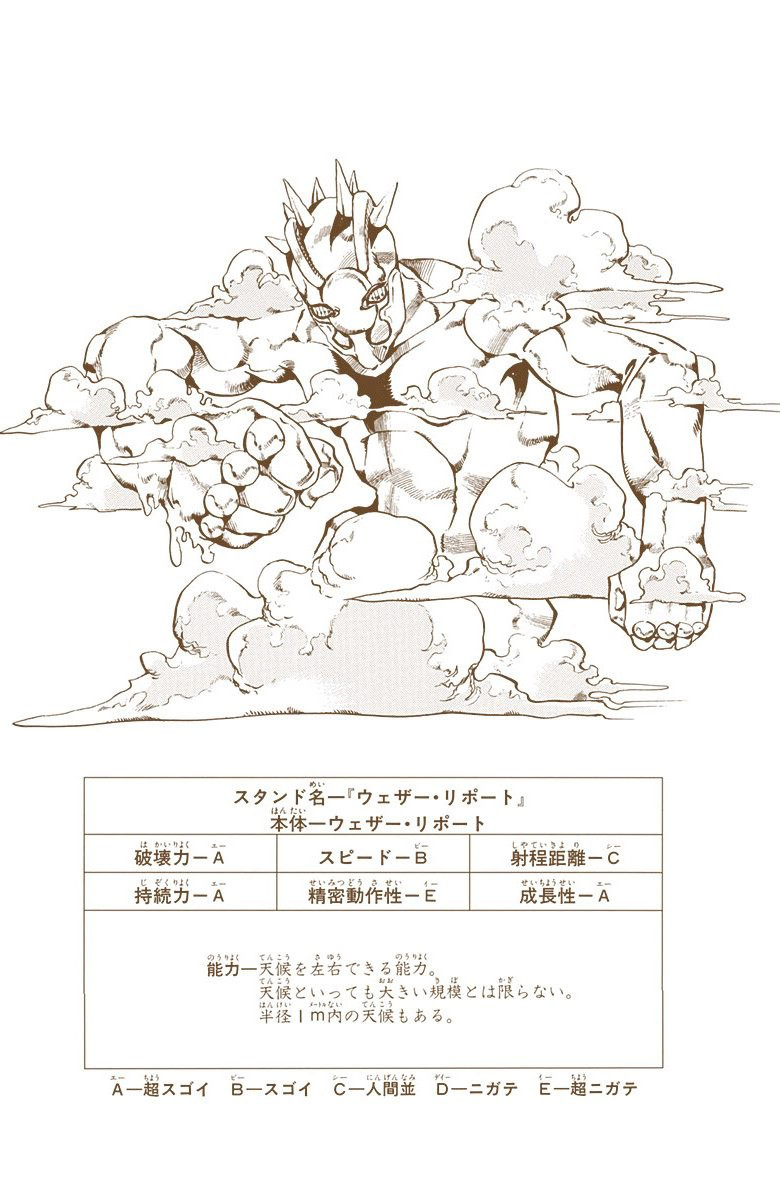 スタンド名―『ウェザー・リポート』
本体―ウェザー・リポート
破壊力―A スピード―B 射程距離―C
持続力―A 精密動作性―E 成長性―A
能力―天候を左右できる能力。
天候といっても大きい規模とは限らない。
半径1m内の天候もある。
A―超スゴイ B―スゴイ C―人間並 D―ニガテ E―超ニガテ